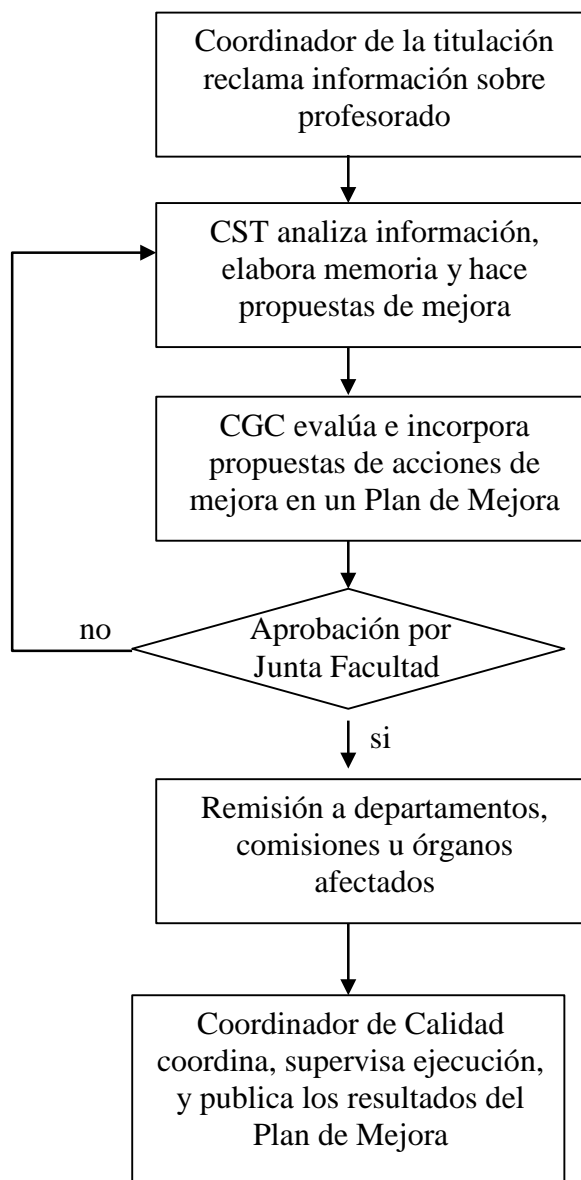 Coordinador de la titulación
reclama información sobre
profesorado
CST analiza información,
elabora memoria y hace
propuestas de mejora
CGC evalúa e incorpora
propuestas de acciones de
mejora en un Plan de Mejora
no
Aprobación por
Junta Facultad
si
Remisión a departamentos,
comisiones u órganos
afectados
Coordinador de Calidad
coordina, supervisa ejecución,
y publica los resultados del
Plan de Mejora